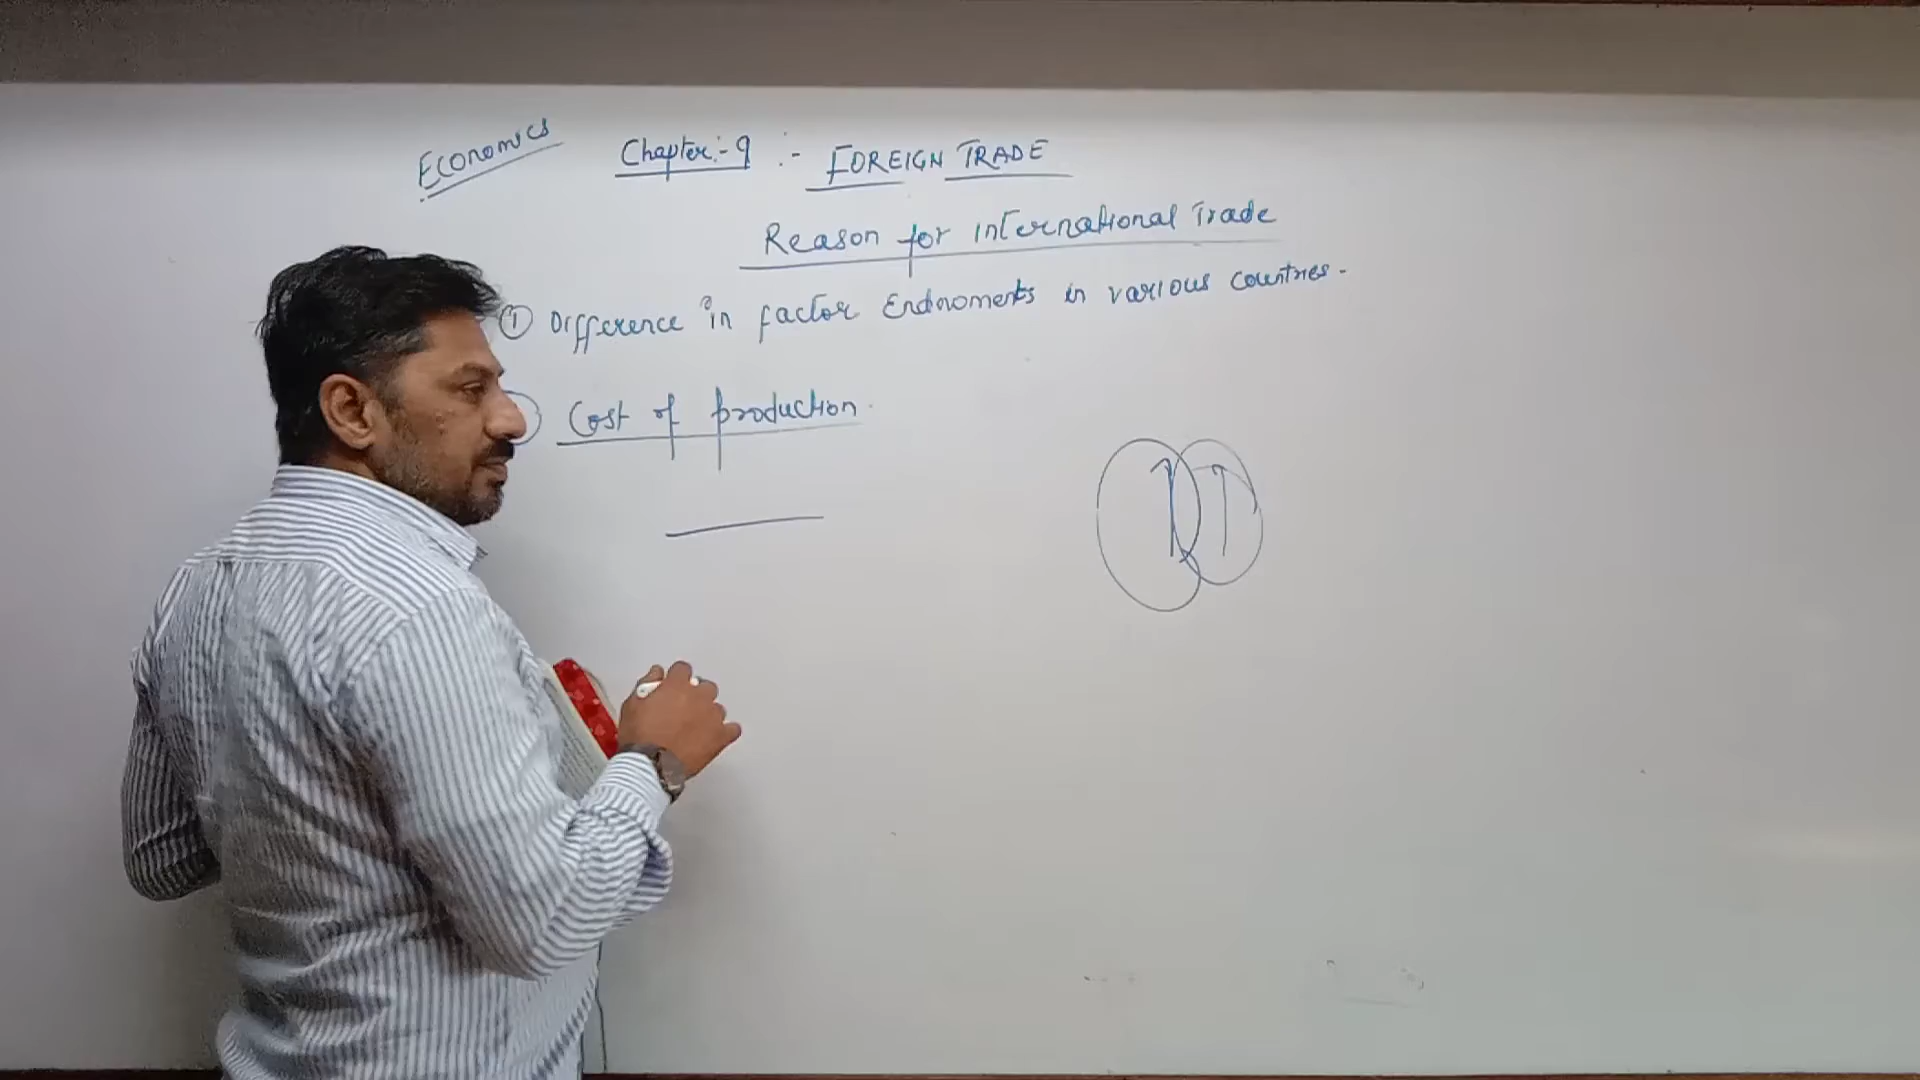 Economics
Chapter:-9 :- FOREIGN TRADE
Reason for international Trade
① Difference in factor Endowments in various countries.
Cost of production.